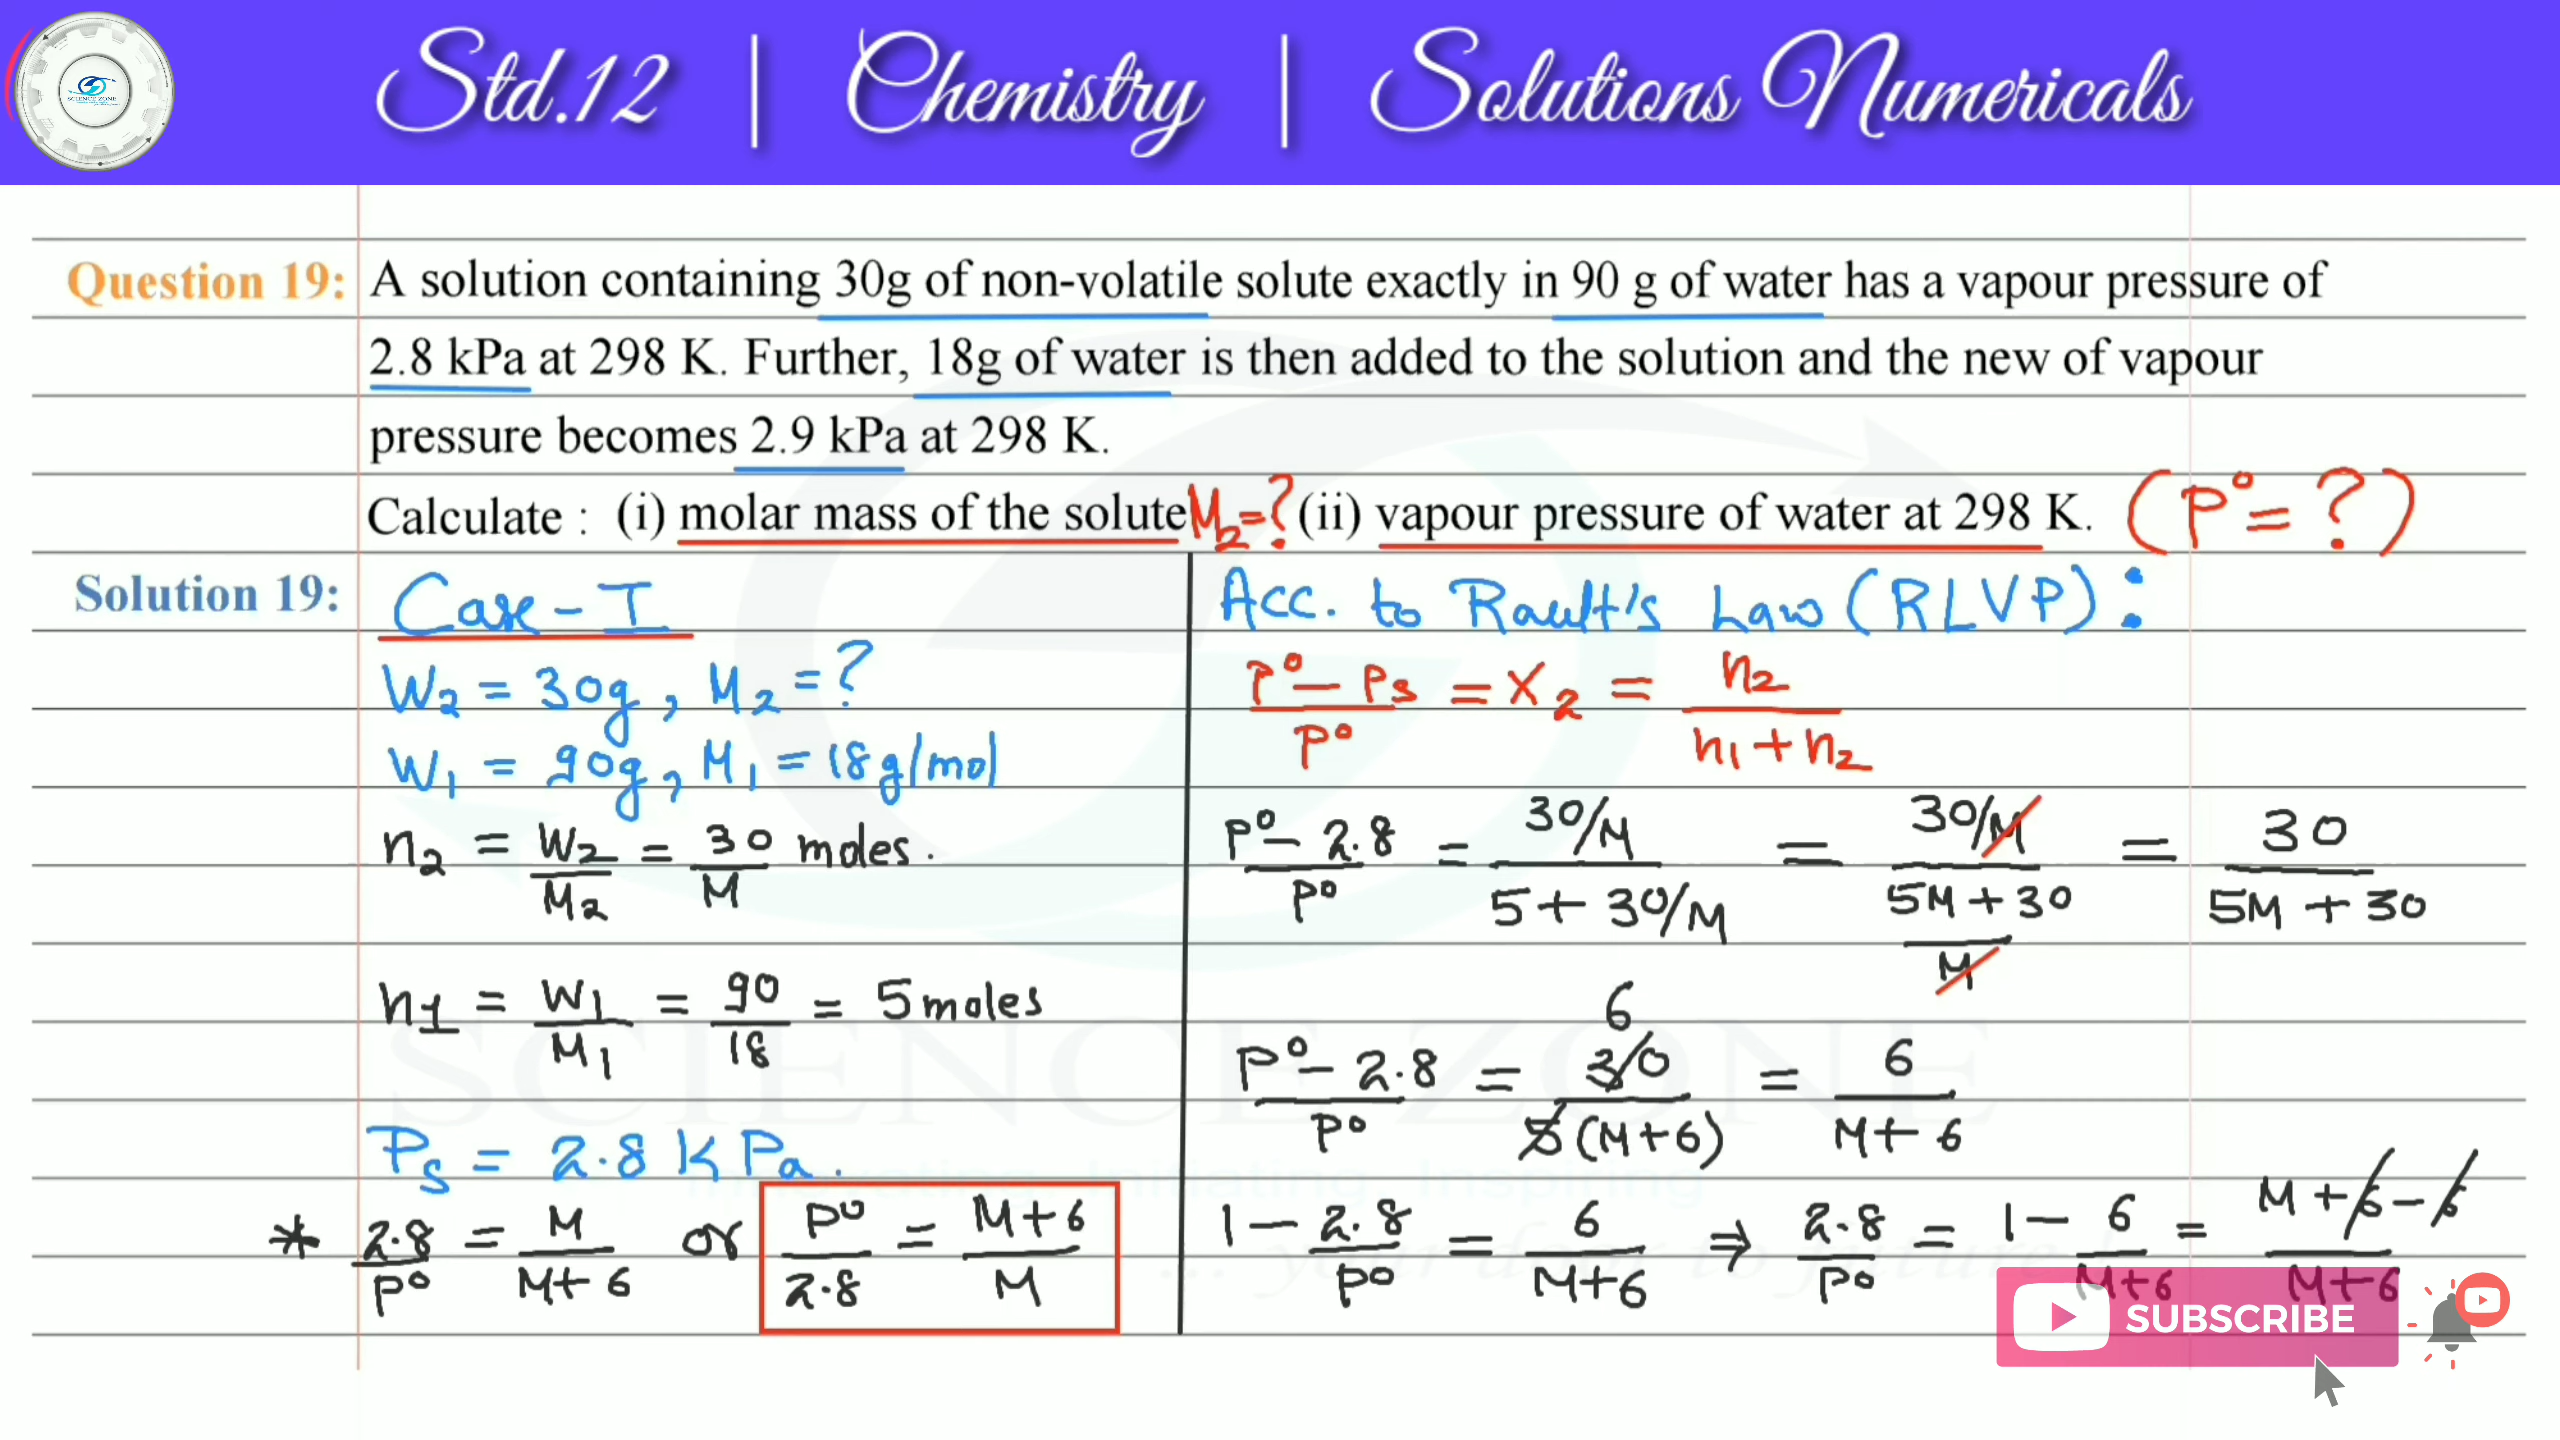 SCIENCE ZONE
Std.12 | Chemistry | Solutions Numericals
Question 19: A solution containing 30g of non-volatile solute exactly in 90 g of water has a vapour pressure of
2.8 kPa at 298 K. Further, 18g of water is then added to the solution and the new of vapour
pressure becomes 2.9 kPa at 298 K.
Calculate : (i) molar mass of the solute M₂=? (ii) vapour pressure of water at 298 K. (P°=?)
Solution 19: Case-I
W₂ = 30g, M₂ = ?
W₁ = 90g, M₁ = 18g/mol
n₂ = W₂/M₂ = 30/M moles.
n₁ = W₁/M₁ = 90/18 = 5 moles
Ps = 2.8 KPa.
* 2.8/P° = M/M+6 or P°/2.8 = M+6/M
Acc. to Rault's Law (RLVP):
P°-Ps/P° = X₂ = n₂/n₁+n₂
P°-2.8/P° = 30/M/5+30/M = 30/M/5M+30/M = 30/5M+30
P°-2.8/P° = 6 30/5(M+6) = 6/M+6
1-2.8/P° = 6/M+6 ⇒ 2.8/P° = 1-6/M+6 = M+6-6/M+6
SCIENCE ZONE
SUBSCRIBE